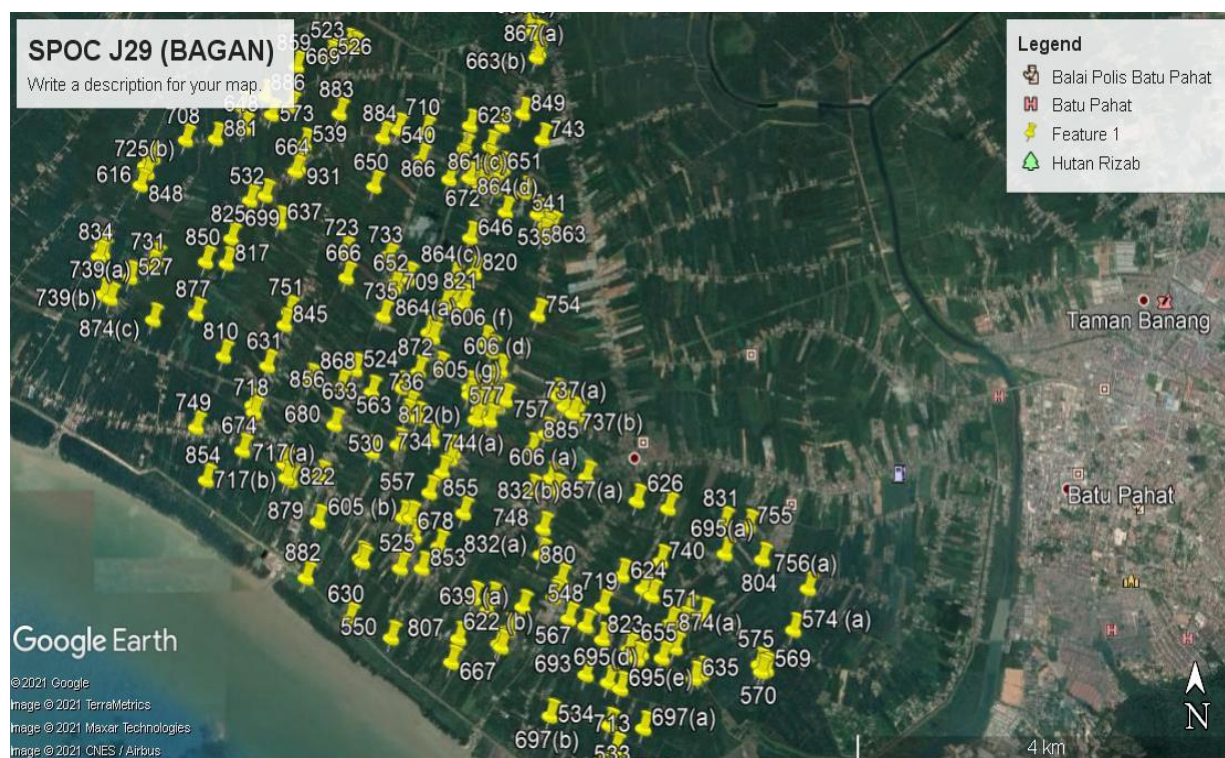 SPOC J29 (BAGAN)
Write a description for your map.
Legend
Balai Polis Batu Pahat
Batu Pahat
Feature 1
Hutan Rizab
523
526
859
669
867(a)
663(b)
886
648
883
573
708
881
884
710
540
623
849
743
539
664
725(b)
616
848
650
866
861(c)
651
931
532
672
864(d)
541
825
699
637
646
535
863
834
731
850
817
723
733
666
652
864(c)
820
739(a)
527
709
821
739(b)
877
751
735
864(a)
754
874(c)
845
606 (f)
810
631
872
606 (d)
868
524
605 (g)
856
633
736
718
563
577
737(a)
749
680
812(b)
757
737(b)
674
530
734
744(a)
885
854
717(a)
606 (a)
717(b)
822
557
855
832(b)
857(a)
626
831
879
605 (b)
678
748
695(a)
755
525
832(a)
882
853
880
740
756(a)
624
804
630
639 (a)
548
719
571
550
807
622 (b)
567
823
655
874(a)
574 (a)
575
667
693
695(d)
569
695(e)
635
570
534
713
697(a)
697(b)
533
Taman Banang
Batu Pahat
Google Earth
© 2021 Google
Image © 2021 TerraMetrics
Image © 2021 Maxar Technologies
Image © 2021 CNES / Airbus
4 km
N